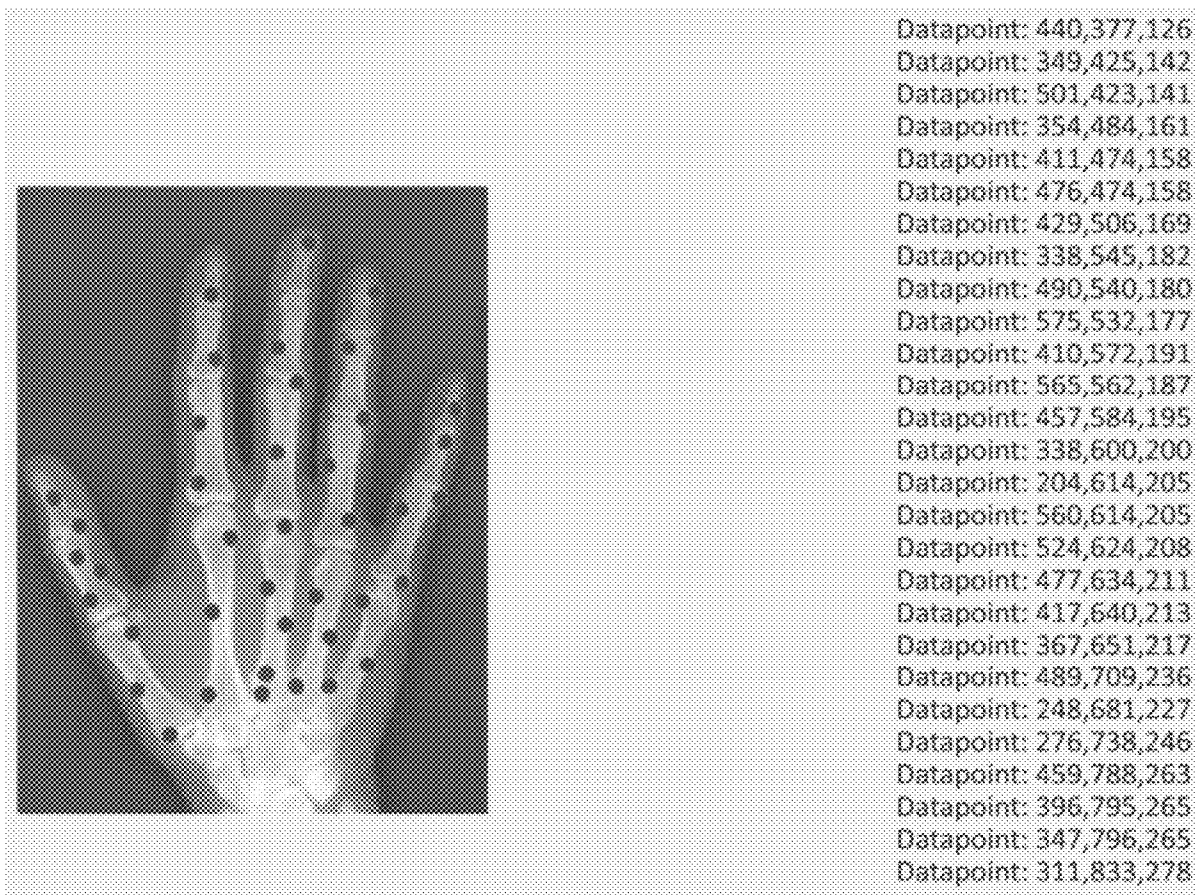 Datapoint: 440,377,126
Datapoint: 349,425,142
Datapoint: 501,423,141
Datapoint: 354,484,161
Datapoint: 411,474,158
Datapoint: 476,474,158
Datapoint: 429,506,169
Datapoint: 338,545,182
Datapoint: 490,540,180
Datapoint: 575,532,177
Datapoint: 410,572,191
Datapoint: 565,562,187
Datapoint: 457,584,195
Datapoint: 338,600,200
Datapoint: 204,614,205
Datapoint: 560,614,205
Datapoint: 524,624,208
Datapoint: 477,634,211
Datapoint: 417,640,213
Datapoint: 367,651,217
Datapoint: 489,709,236
Datapoint: 248,681,227
Datapoint: 276,738,246
Datapoint: 459,788,263
Datapoint: 396,795,265
Datapoint: 347,796,265
Datapoint: 311,833,278